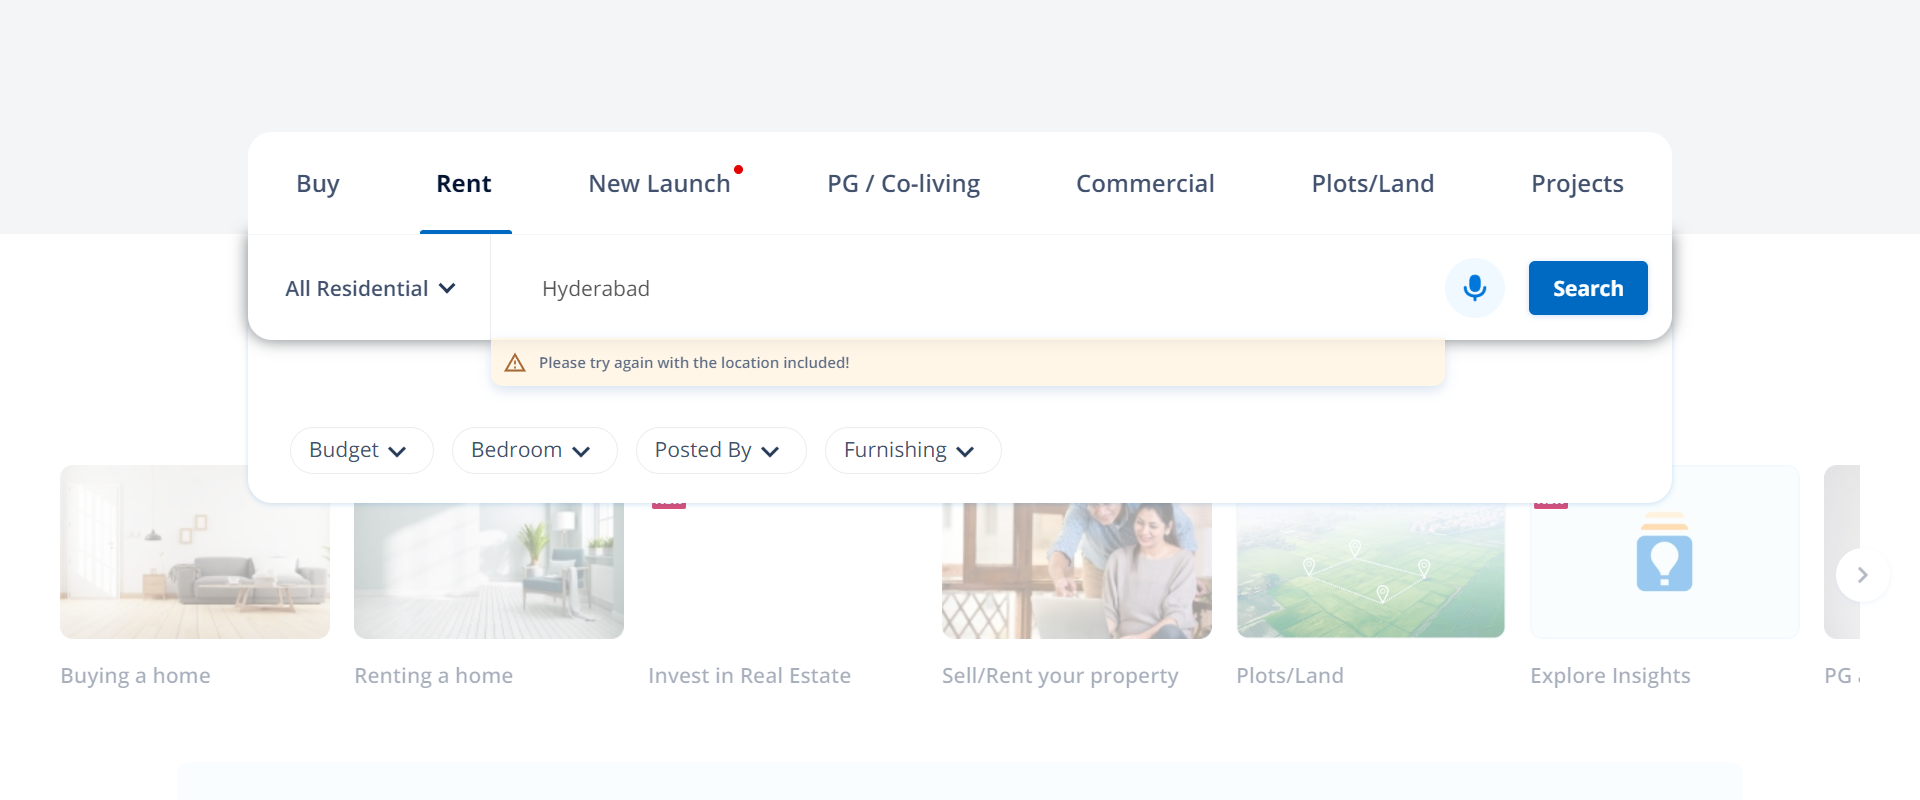 Buy
Rent
New Launch
PG / Co-living
Commercial
Plots/Land
Projects
All Residential
Hyderabad
Search
Please try again with the location included!
Budget
Bedroom
Posted By
Furnishing
Buying a home
Renting a home
Invest in Real Estate
Sell/Rent your property
Plots/Land
Explore Insights
PG